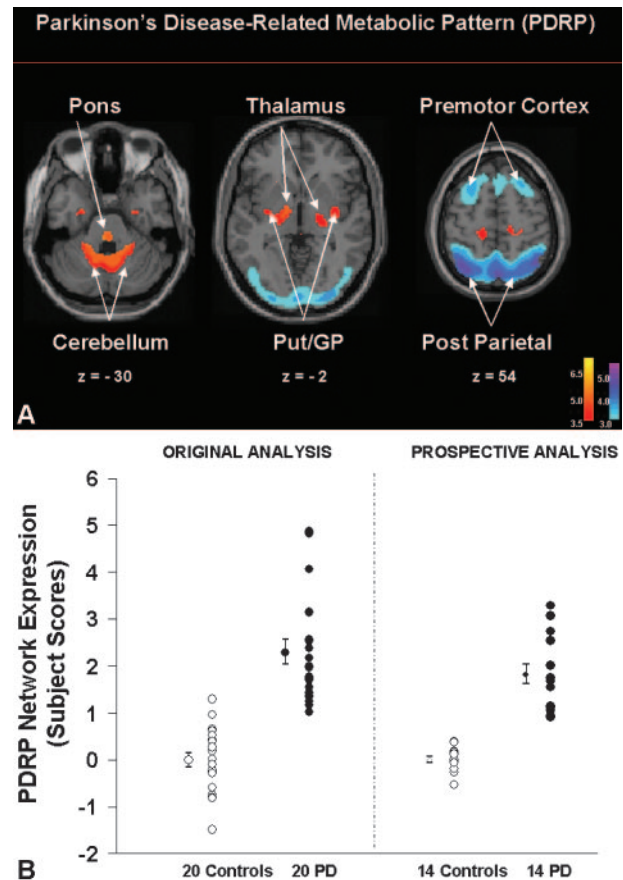 Parkinson's Disease-Related Metabolic Pattern (PDRP)
Pons
Thalamus
Premotor Cortex
Cerebellum
Put/GP
Post Parietal
z = - 30
z = - 2
z = 54
6.5
5.0
3.5
5.0
3.0
A
ORIGINAL ANALYSIS
PROSPECTIVE ANALYSIS
PDRP Network Expression
(Subject Scores)
6
5
4
3
2
1
0
-1
-2
20 Controls
20 PD
14 Controls
14 PD
B